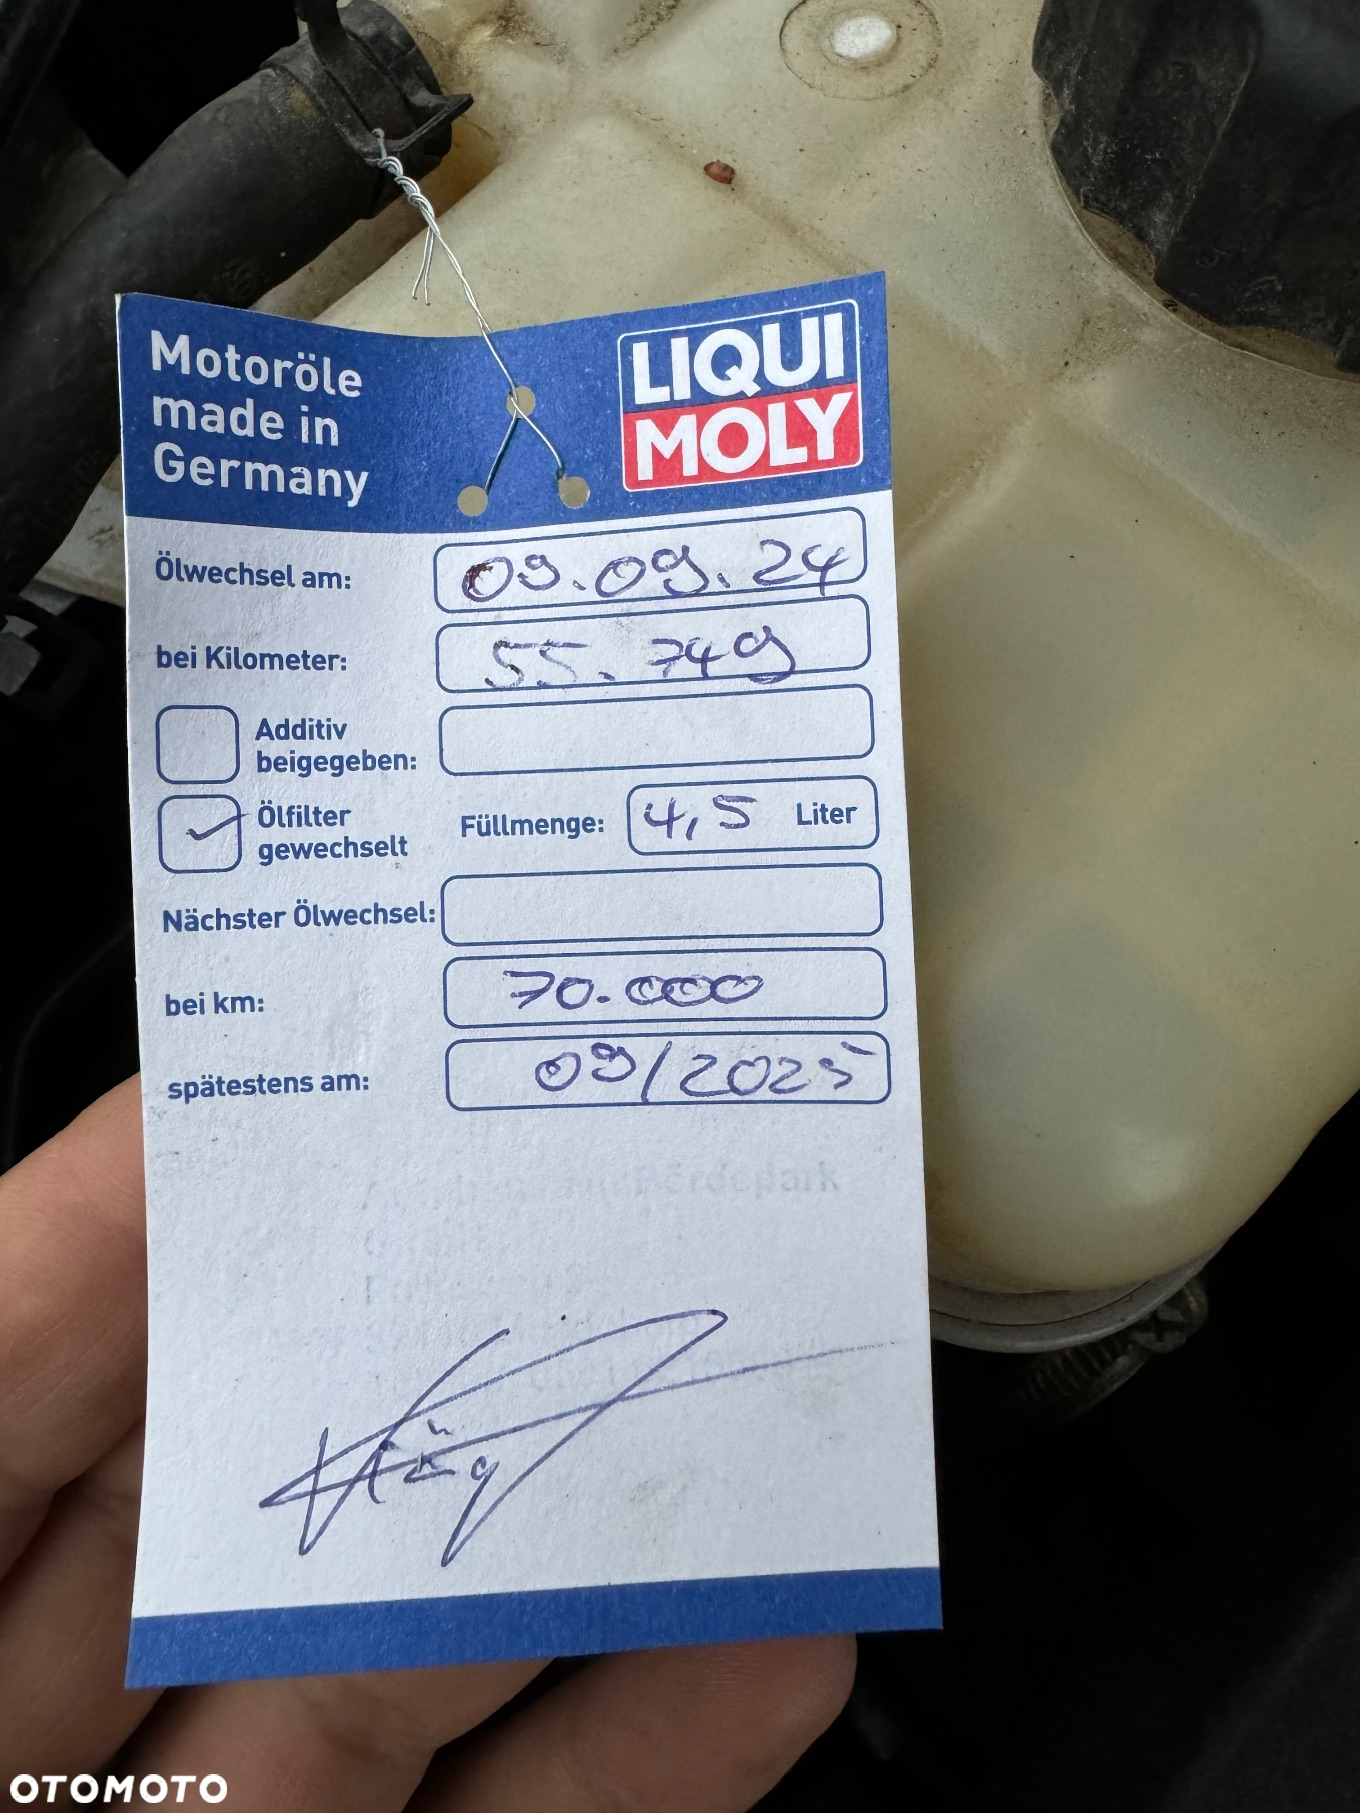 Motoröle
made in
Germany
LIQUI
MOLY
Ölwechsel am: 09.09.24
bei Kilometer: 55.749
Additiv
beigegeben:
Ölfilter
gewechselt
Füllmenge: 4,5 Liter
Nächster Ölwechsel:
bei km: 70.000
spätestens am: 09/2025
OTOMOTO